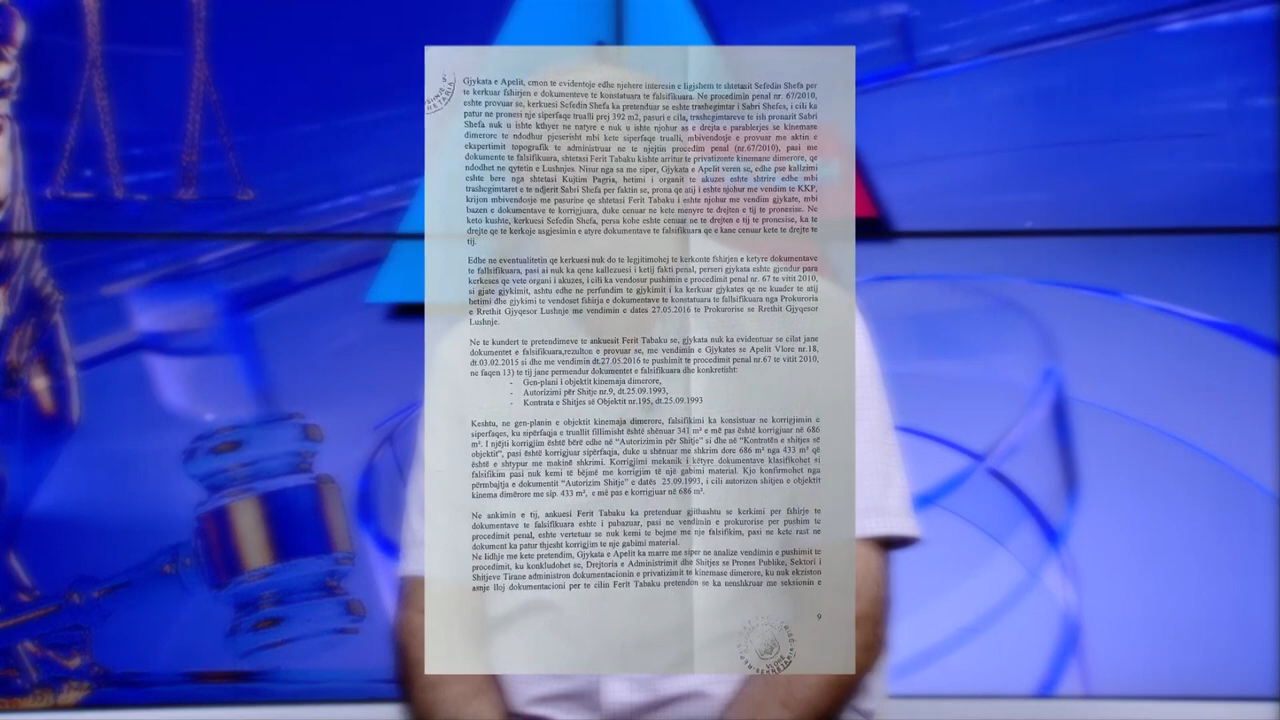 Gjykata e Apelit, cmon te evidentoje edhe njehere interesin e ligjshem te shtetasit Sefedin Shefa per
te kerkuar fshirjen e dokumenteve te konstatuara te falsifikuara. Ne procedimin penal nr. 67/2010,
eshte provuar se, kerkuesi Sefedin Shefa ka pretenduar se eshte trashegimtar i Sabri Shefes, i cili ka
patur ne pronesi nje siperfaqe trualli prej 392 m2, pasuri e cila, trashegimtareve te ish pronarit Sabri
Shefa nuk u ishte kthyer ne natyre e nuk u ishte njohur as e drejta e parablerjes se kinemase
dimerore te ndodhur pjeserisht mbi kete siperfaqe trualli, mbivendosje e provuar me aktin e
ekspertimit topografik te administruar ne te njejtin procedim penal (nr.67/2010), pasi me
dokumente te falsifikuara, shtetasi Ferit Tabaku kishte arritur te privatizonte kinemane dimerore, qe
ndodhet ne qytetin e Lushnjes. Nisur nga sa me siper, Gjykata e Apelit veren se, edhe pse kallzimi
eshte bere nga shtetasi Kujtim Pagria, hetimi i organit te akuzes eshte shtrire edhe mbi
trashegimtaret e te ndjerit Sabri Shefa per faktin se, prona qe atij i eshte njohur me vendim te KKP,
krijon mbivendosje me pasurine qe shtetasi Ferit Tabaku i eshte njohur me vendim gjykate, mbi
bazen e dokumentave te korrigjuara, duke cenuar ne kete menyre te drejten e tij te pronesise. Ne
keto kushte, kerkuesi Sefedin Shefa, persa kohe eshte cenuar ne te drejten e tij te pronesise, ka te
drejte qe te kerkoje asgjesimin e atyre dokumentave te falsifikuara qe e kane cenuar kete te drejte te
tij.
Edhe ne eventualitetin qe kerkuesi nuk do te legjitimohej te kerkonte fshirjen e ketyre dokumentave
te fallsifikuara, pasi ai nuk ka qene kallezuesi i ketij fakti penal, perseri gjykata eshte gjendur para
kerkeses qe vete organi i akuzes, i cili ka vendosur pushimin e procedimit penal nr. 67 te vitit 2010,
si gjate gjykimit, ashtu edhe ne perfundim te gjykimit i ka kerkuar gjykates qe ne kuader te atij
hetimi dhe gjykimi te vendoset fshirja e dokumentave te konstatuara te fallsifikuara nga Prokuroria
e Rrethit Gjyqesor Lushnje me vendimin e dates 27.05.2016 te Prokurorise se Rrethit Gjyqesor
Lushnje.
Ne te kundert te pretendimeve te ankuesit Ferit Tabaku se, gjykata nuk ka evidentuar se cilat jane
dokumentet e falsifikuara,rezulton e provuar se, me vendimin e Gjykates se Apelit Vlore nr.18,
dt.03.02.2015 si dhe me vendimin dt.27.05.2016 te pushimit te procedimit penal nr.67 te vitit 2010,
ne faqen 13) te tij jane permendur dokumentet e falsifikuara dhe konkretisht:
- Gen-plani i objektit kinemaja dimerore,
- Autorizimi për Shitje nr.9, dt.25.09.1993,
- Kontrata e Shitjes së Objektit nr.195, dt.25.09.1993
Keshtu, ne gen-planin e objektit kinemaja dimerore, falsifikimi ka konsistuar ne korrigjimin e
siperfaqes, ku sipërfaqja e truallit fillimisht është shënuar 341 m² e më pas është korrigjuar në 686
m². I njëjti korrigjim është bërë edhe në "Autorizimin për Shitje" si dhe në "Kontratën e shitjes së
objektit", pasi është korrigjuar sipërfaqja, duke u shënuar me shkrim dore 686 m² nga 433 m² që
është e shtypur me makinë shkrimi. Korrigjimi mekanik i këtyre dokumentave klasifikohet si
falsifikim pasi nuk kemi të bëjmë me korrigjim të një gabimi material. Kjo konfirmohet nga
përmbajtja e dokumentit "Autorizim Shitje" e datës 25.09.1993, i cili autorizon shitjen e objektit
kinema dimërore me sip. 433 m², e më pas e korrigjuar në 686 m².
Ne ankimin e tij, ankuesi Ferit Tabaku ka pretenduar gjithashtu se kerkimi per fshirje te
dokumentave te falsifikuara eshte i pabazuar, pasi ne vendimin e prokurorise per pushim te
procedimit penal, eshte vertetuar se nuk kemi te bejme me nje falsifikim, pasi ne kete rast ne
dokument ka patur thjesht korrigjim te nje gabimi material.
Ne lidhje me kete pretendim, Gjykata e Apelit ka marre me siper ne analize vendimin e pushimit te
procedimit, ku konkludohet se, Drejtoria e Administrimit dhe Shitjes se Prones Publike, Sektori i
Shitjeve Tirane administron dokumentacionin e privatizimit te kinemase dimerore, ku nuk ekziston
asnje lloj dokumentacioni per te cilin Ferit Tabaku pretendon se ka nenshkruar me seksionin e
9
VLORE